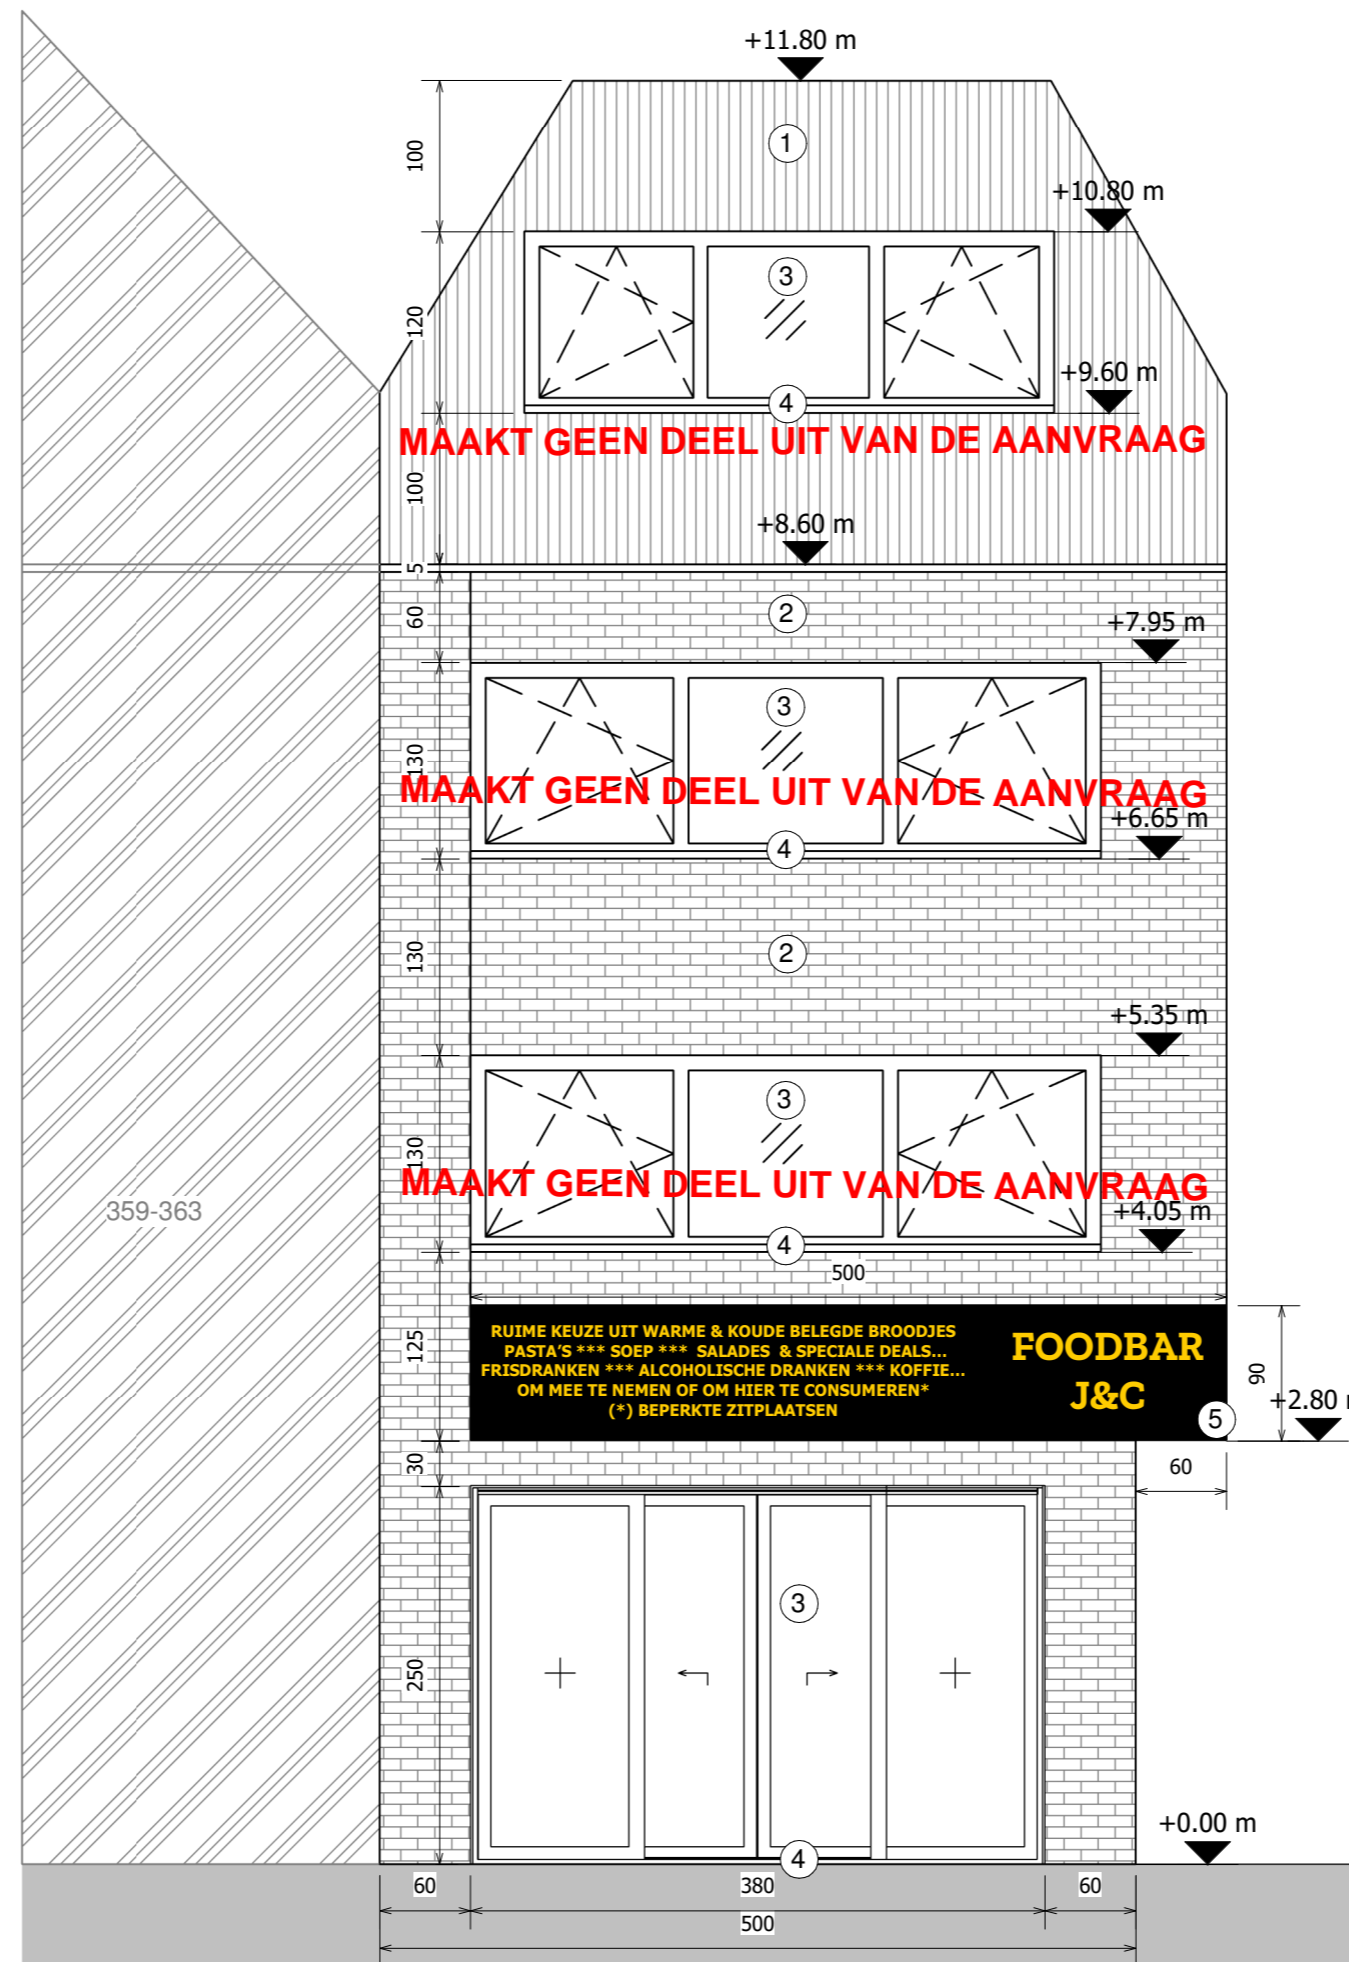 +11.80 m
1
100
+10.80 m
3
120
+9.60 m
4
MAAKT GEEN DEEL UIT VAN DE AANVRAAG
100
+8.60 m
5
60
2
+7.95 m
3
130
MAAKT GEEN DEEL UIT VAN DE AANVRAAG
+6.65 m
4
130
2
+5.35 m
3
130
MAAKT GEEN DEEL UIT VAN DE AANVRAAG
359-363
+4.05 m
4
500
RUIME KEUZE UIT WARME & KOUDE BELEGDE BROODJES
PASTA'S *** SOEP *** SALADES & SPECIALE DEALS...
FRISDRANKEN *** ALCOHOLISCHE DRANKEN *** KOFFIE...
OM MEE TE NEMEN OF OM HIER TE CONSUMEREN*
(*) BEPERKTE ZITPLAATSEN
FOODBAR
J&C
125
90
5
+2.80
30
60
3
250
+0.00 m
4
60
380
60
500